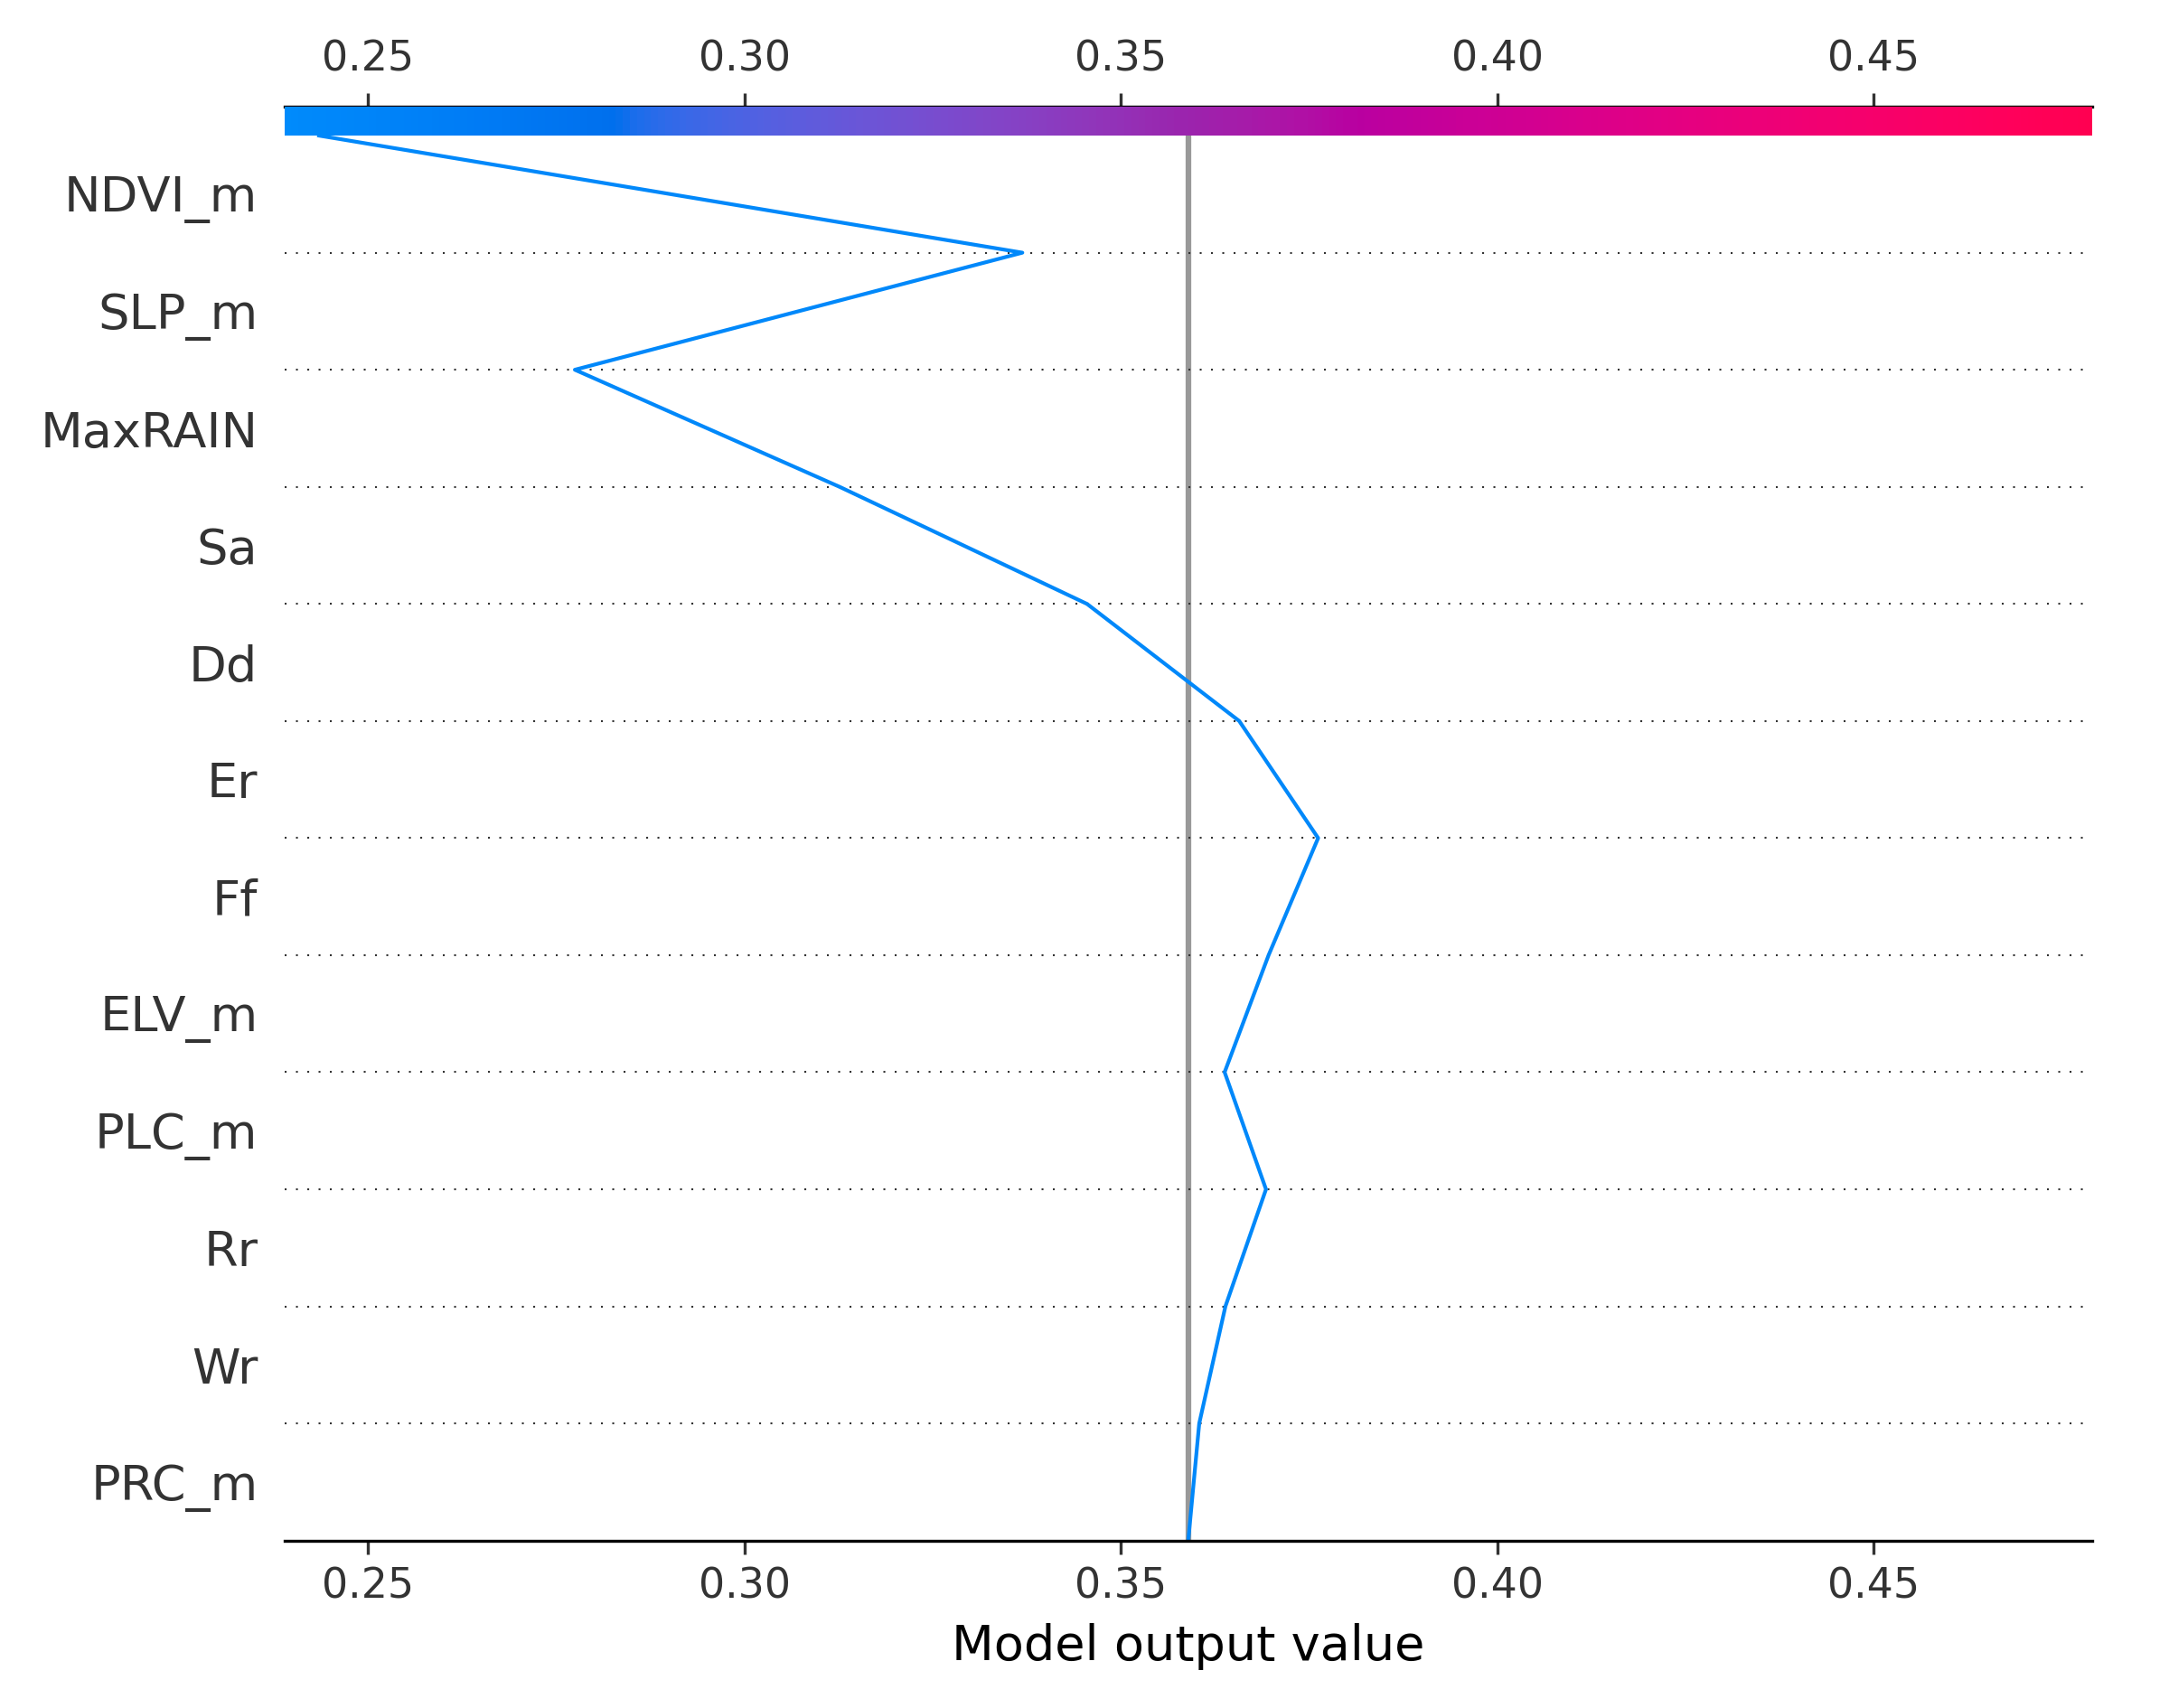 0.25 0.30 0.35 0.40 0.45
NDVI_m
SLP_m
MaxRAIN
Sa
Dd
Er
Ff
ELV_m
PLC_m
Rr
Wr
PRC_m
0.25 0.30 0.35 0.40 0.45
Model output value